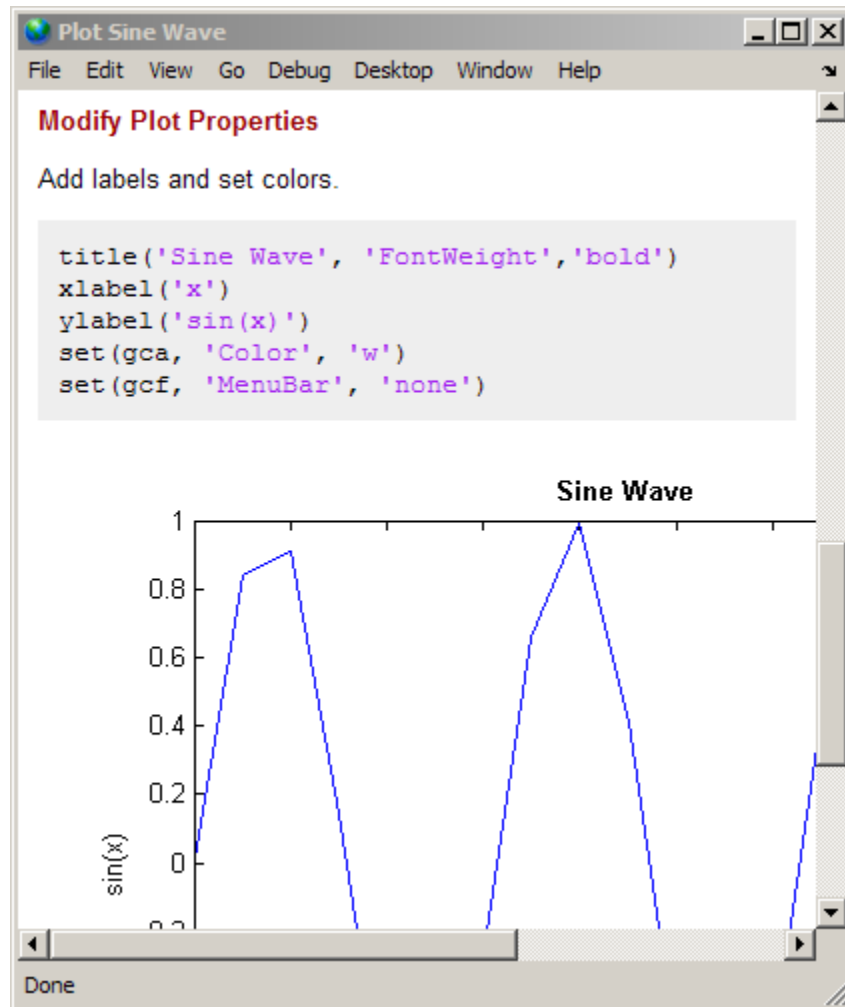 Plot Sine Wave
File Edit View Go Debug Desktop Window Help
Modify Plot Properties
Add labels and set colors.
title('Sine Wave', 'FontWeight','bold')
xlabel('x')
ylabel('sin(x)')
set(gca, 'Color', 'w')
set(gcf, 'MenuBar', 'none')
Sine Wave
1
0.8
0.6
0.4
0.2
0
sin(x)
Done